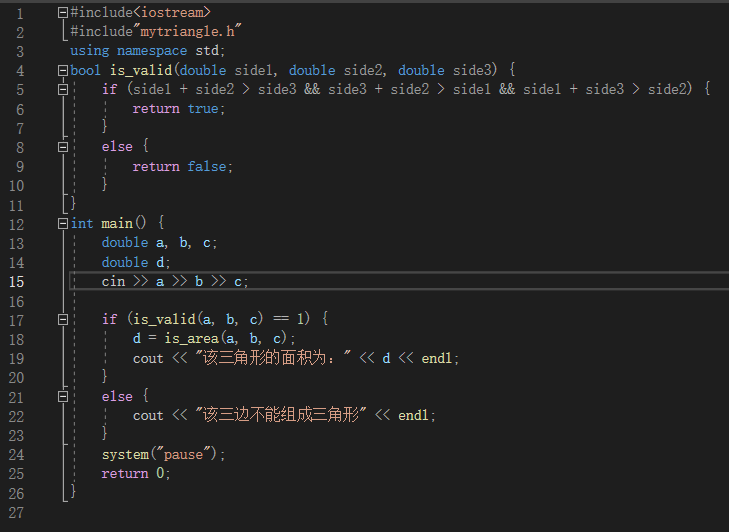 1 #include<iostream>
2 #include"mytriangle.h"
3 using namespace std;
4 bool is_valid(double side1, double side2, double side3) {
5 if (side1 + side2 > side3 && side3 + side2 > side1 && side1 + side3 > side2) {
6 return true;
7 }
8 else {
9 return false;
10 }
11 }
12 int main() {
13 double a, b, c;
14 double d;
15 cin >> a >> b >> c;
16
17 if (is_valid(a, b, c) == 1) {
18 d = is_area(a, b, c);
19 cout << "该三角形的面积为：" << d << endl;
20 }
21 else {
22 cout << "该三边不能组成三角形" << endl;
23 }
24 system("pause");
25 return 0;
26 }
27